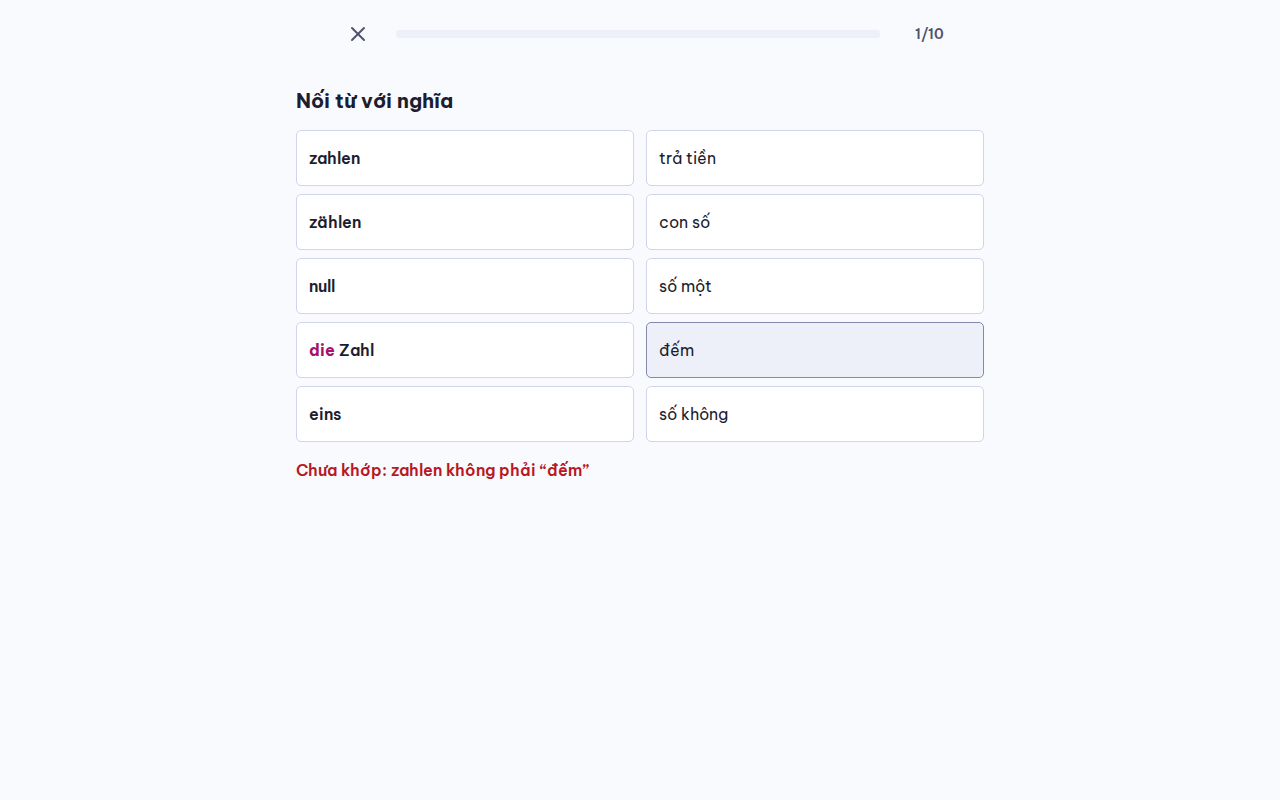 1/10
Nối từ với nghĩa
zahlen
trả tiền
zählen
con số
null
số một
die Zahl
đếm
eins
số không
Chưa khớp: zahlen không phải “đếm”